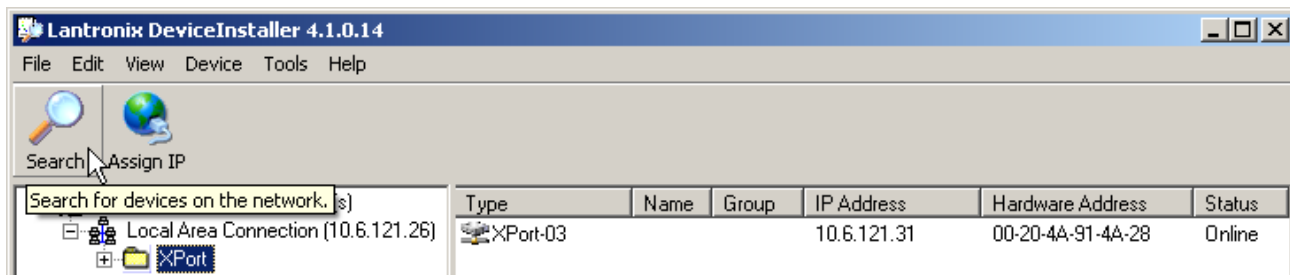 Lantronix DeviceInstaller 4.1.0.14
File Edit View Device Tools Help
Search Assign IP
Search for devices on the network.
Local Area Connection (10.6.121.26)
XPort
Type Name Group IP Address Hardware Address Status
XPort-03 10.6.121.31 00-20-4A-91-4A-28 Online